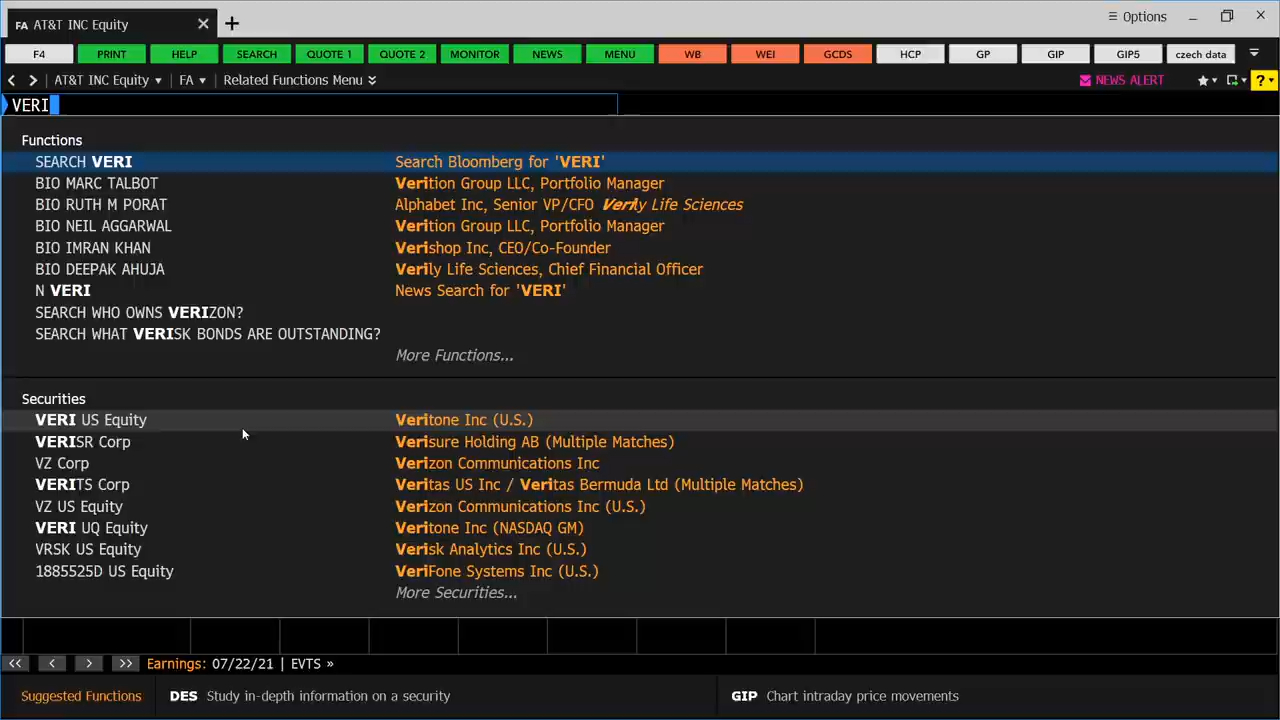 FA AT&T INC Equity
Options
F4 PRINT HELP SEARCH QUOTE 1 QUOTE 2 MONITOR NEWS MENU WB WEI GCDS HCP GP GIP GIP5 czech data
AT&T INC Equity FA Related Functions Menu NEWS ALERT ?
VERI
Functions
SEARCH VERI Search Bloomberg for 'VERI'
BIO MARC TALBOT Verition Group LLC, Portfolio Manager
BIO RUTH M PORAT Alphabet Inc, Senior VP/CFO Verily Life Sciences
BIO NEIL AGGARWAL Verition Group LLC, Portfolio Manager
BIO IMRAN KHAN Verishop Inc, CEO/Co-Founder
BIO DEEPAK AHUJA Verily Life Sciences, Chief Financial Officer
N VERI News Search for 'VERI'
SEARCH WHO OWNS VERIZON?
SEARCH WHAT VERISK BONDS ARE OUTSTANDING?
More Functions...
Securities
VERI US Equity Veritone Inc (U.S.)
VERISR Corp Verisure Holding AB (Multiple Matches)
VZ Corp Verizon Communications Inc
VERITS Corp Veritas US Inc / Veritas Bermuda Ltd (Multiple Matches)
VZ US Equity Verizon Communications Inc (U.S.)
VERI UQ Equity Veritone Inc (NASDAQ GM)
VRSK US Equity Verisk Analytics Inc (U.S.)
1885525D US Equity VeriFone Systems Inc (U.S.)
More Securities...
Earnings: 07/22/21 | EVTS »
Suggested Functions DES Study in-depth information on a security GIP Chart intraday price movements